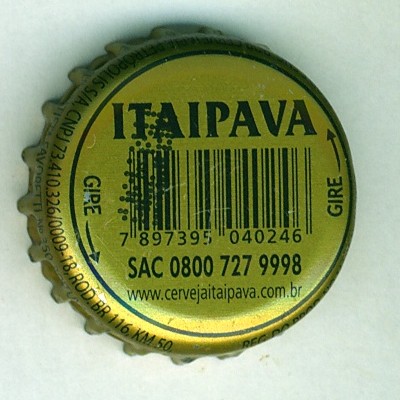 ITAIPAVA
GIRE
GIRE
7 897395 040246
SAC 0800 727 9998
www.cervejaitaipava.com.br
PETRÓPOLIS S/A. CNPJ 73.410.326/0009-18 ROD. BR 116 KM 50